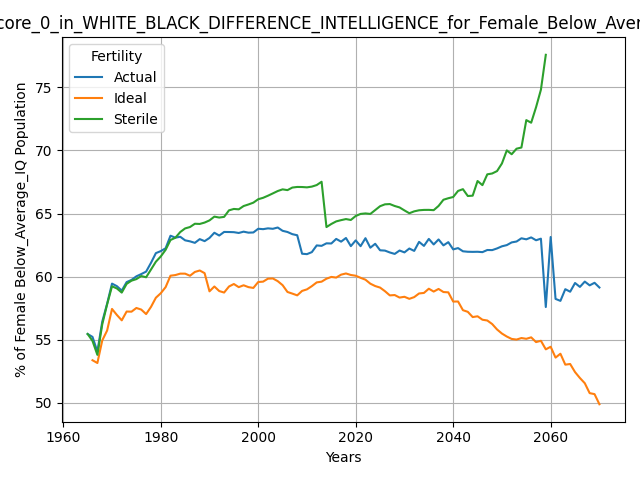 core_0_in_WHITE_BLACK_DIFFERENCE_INTELLIGENCE_for_Female_Below_Aver
Fertility
Actual
Ideal
Sterile
% of Female Below_Average_IQ Population
75
70
65
60
55
50
1960 1980 2000 2020 2040 2060
Years